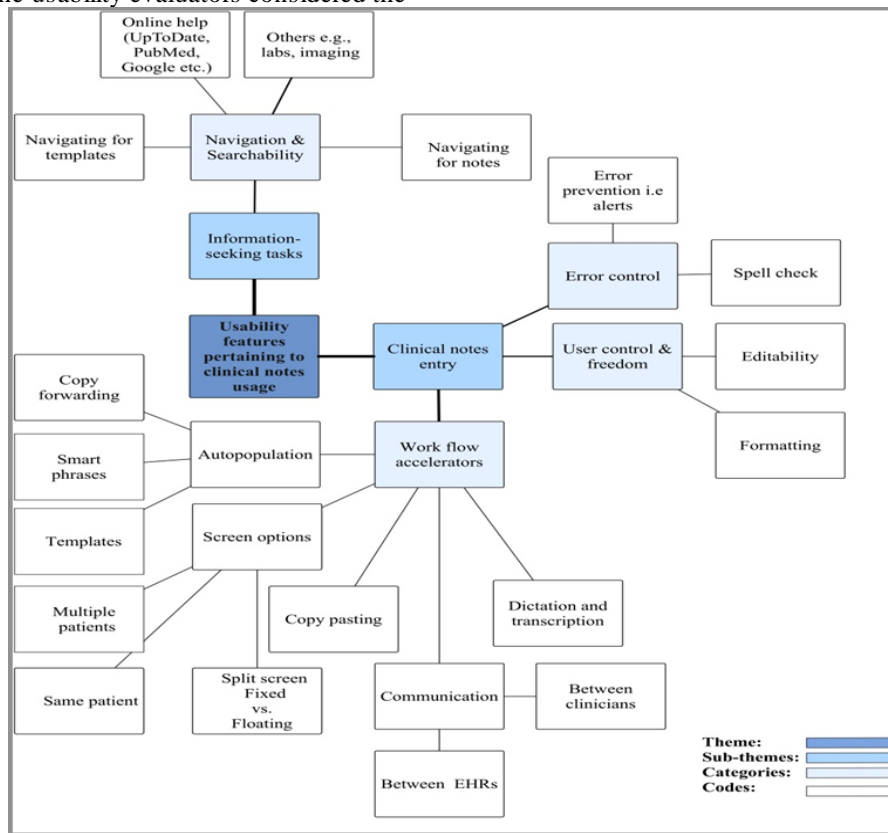 ne usability evaluators considered the
Online help
(UpToDate,
PubMed,
Google etc.)
Others e.g.,
labs, imaging
Navigating for
templates
Navigation &
Searchability
Navigating
for notes
Error
prevention i.e
alerts
Information-
seeking tasks
Error control
Spell check
Usability
features
pertaining to
clinical notes
usage
Clinical notes
entry
User control &
freedom
Editability
Copy
forwarding
Formatting
Autopopulation
Work flow
accelerators
Smart
phrases
Templates
Screen options
Multiple
patients
Copy pasting
Dictation and
transcription
Same patient
Split screen
Fixed
vs.
Floating
Communication
Between
clinicians
Between EHRs
Theme:
Sub-themes:
Categories:
Codes: